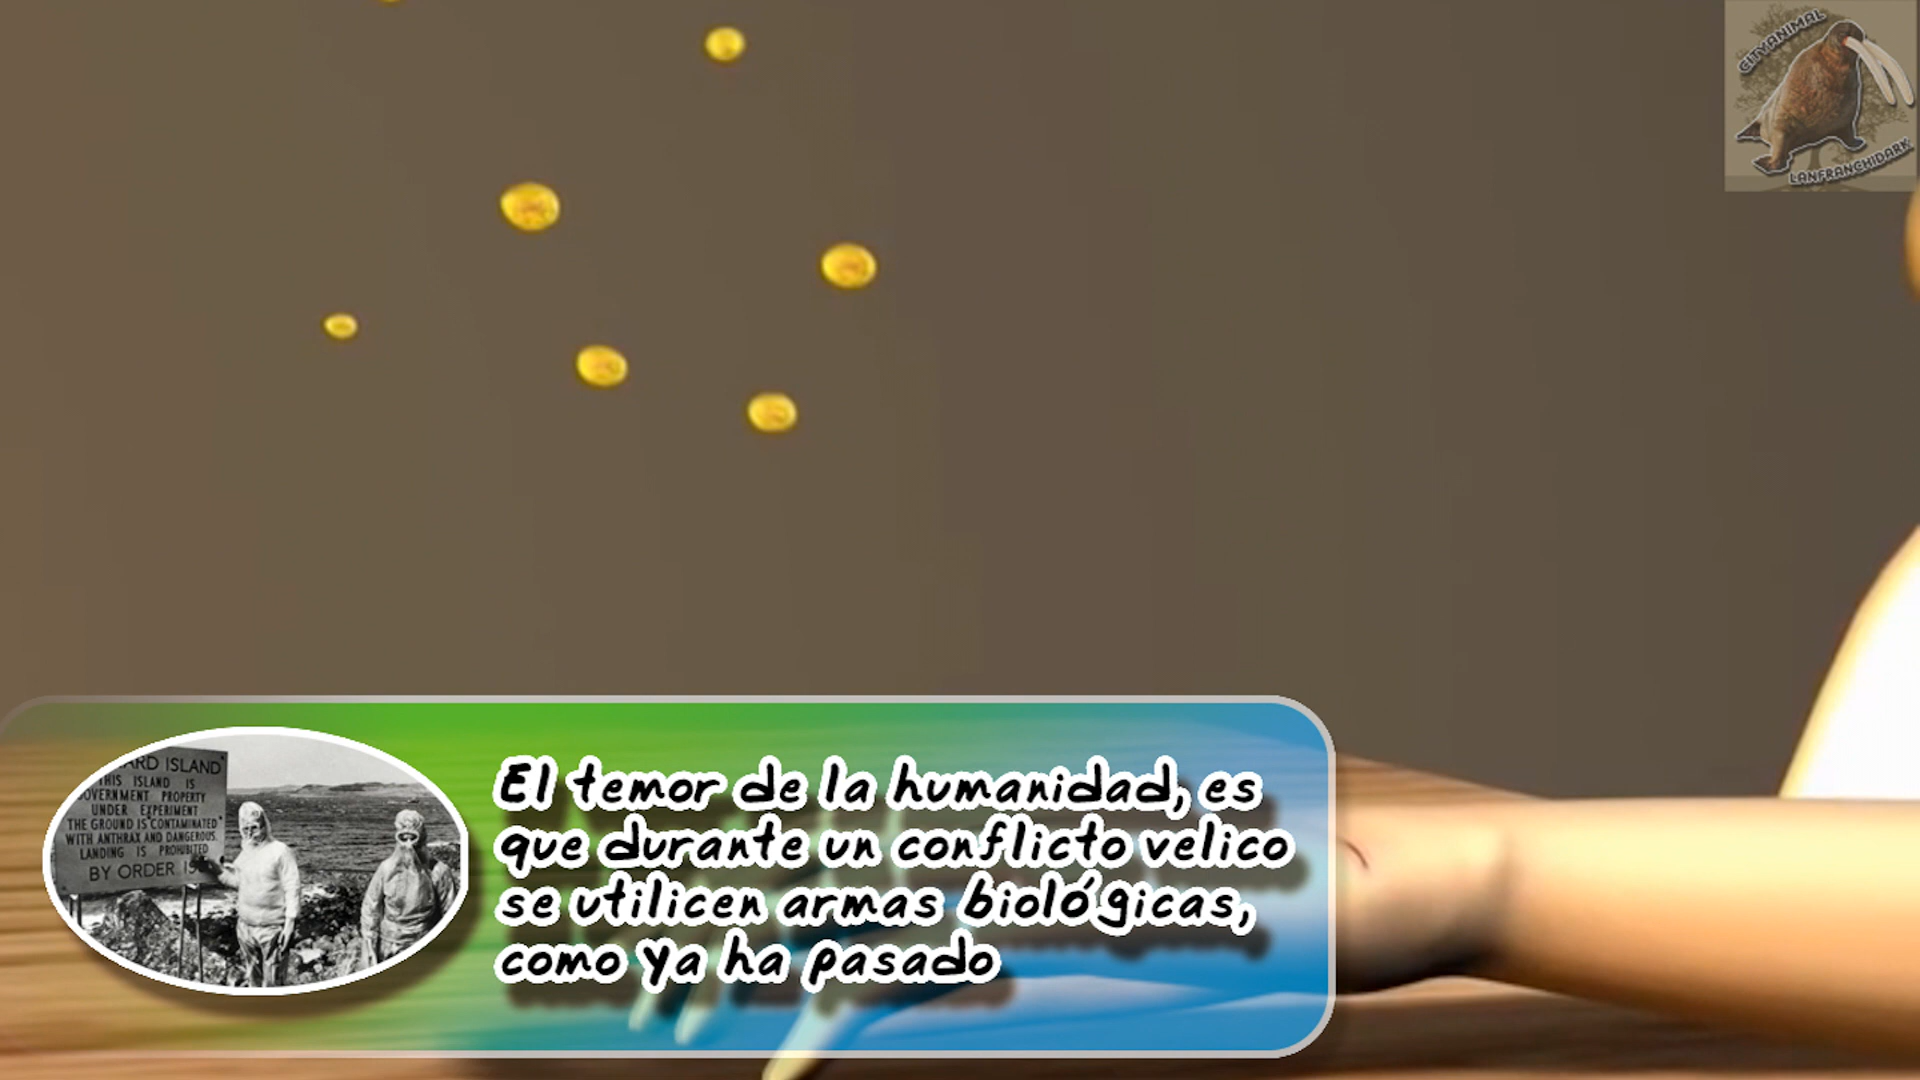 CITYANIMAL
LANFRANCHIDARK
El temor de la humanidad, es
que durante un conflicto velico
se utilicen armas biológicas,
como ya ha pasado
ARD ISLAND
THIS ISLAND IS
GOVERNMENT PROPERTY
UNDER EXPERIMENT
THE GROUND IS CONTAMINATED
WITH ANTHRAX AND DANGEROUS.
LANDING IS PROHIBITED
BY ORDER